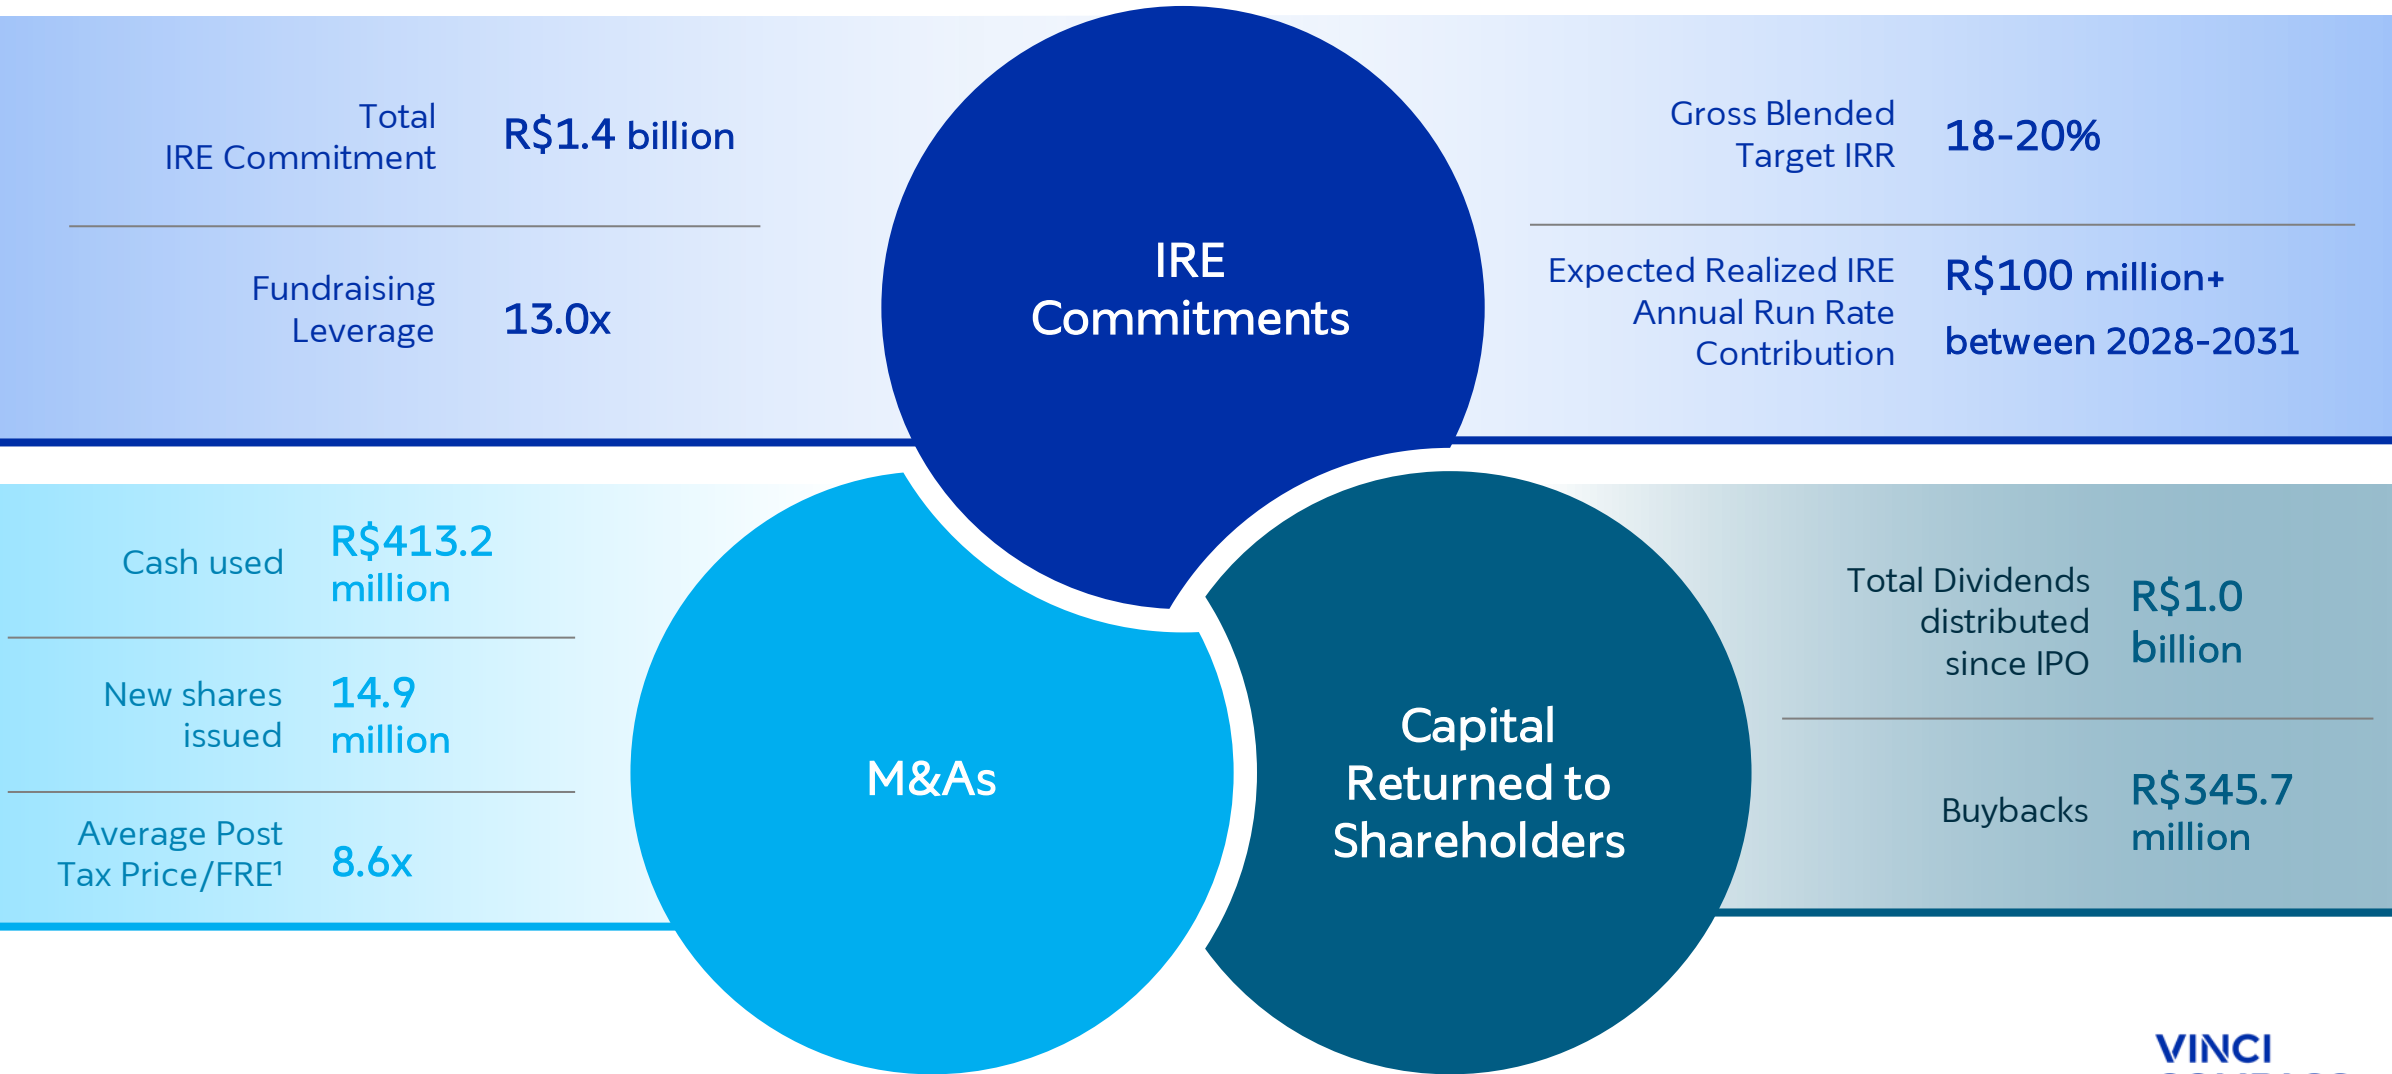 Total
IRE Commitment
R$1.4 billion
Fundraising
Leverage
13.0x
IRE
Commitments
Gross Blended
Target IRR
18-20%
Expected Realized IRE
Annual Run Rate
Contribution
R$100 million+
between 2028-2031
Cash used
R$413.2
million
New shares
issued
14.9
million
Average Post
Tax Price/FRE¹
8.6x
M&As
Capital
Returned to
Shareholders
Total Dividends
distributed
since IPO
R$1.0
billion
Buybacks
R$345.7
million
VINCI